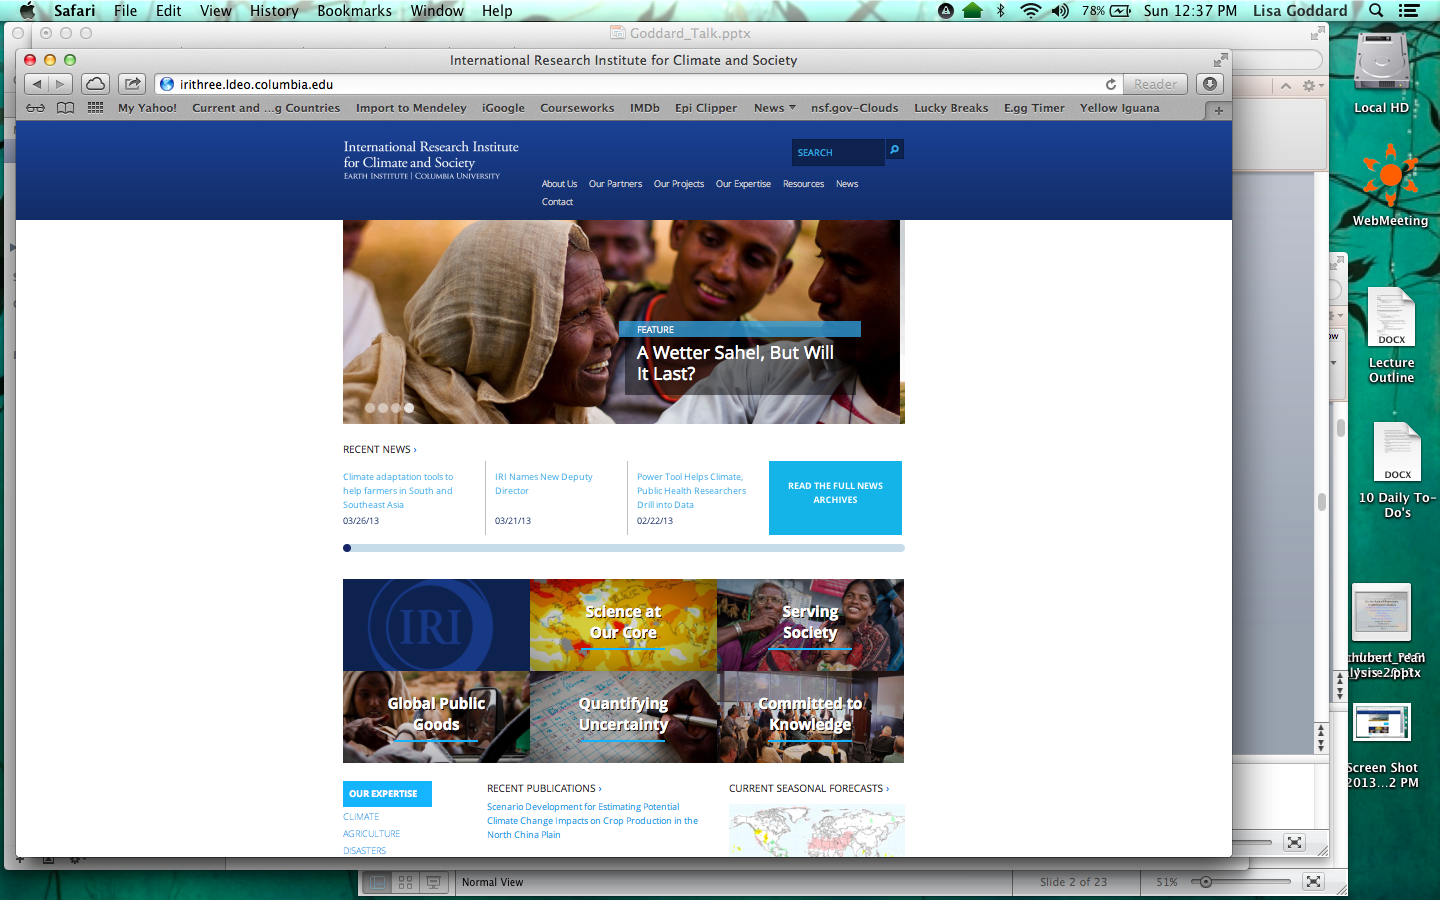 Safari File Edit View History Bookmarks Window Help
78% Sun 12:37 PM Lisa Goddard
Goddard_Talk.pptx
International Research Institute for Climate and Society
irithree.ldeo.columbia.edu
Reader
My Yahoo! Current and ...g Countries Import to Mendeley iGoogle Courseworks IMDb Epi Clipper News nsf.gov-Clouds Lucky Breaks E.gg Timer Yellow Iguana
International Research Institute
for Climate and Society
EARTH INSTITUTE | COLUMBIA UNIVERSITY
SEARCH
About Us Our Partners Our Projects Our Expertise Resources News
Contact
FEATURE
A Wetter Sahel, But Will
It Last?
RECENT NEWS ›
Climate adaptation tools to
help farmers in South and
Southeast Asia
03/26/13
IRI Names New Deputy
Director
03/21/13
Power Tool Helps Climate,
Public Health Researchers
Drill into Data
02/22/13
READ THE FULL NEWS
ARCHIVES
IRI
Science at
Our Core
Serving
Society
Global Public
Goods
Quantifying
Uncertainty
Committed to
Knowledge
OUR EXPERTISE
CLIMATE
AGRICULTURE
DISASTERS
RECENT PUBLICATIONS ›
Scenario Development for Estimating Potential
Climate Change Impacts on Crop Production in the
North China Plain
CURRENT SEASONAL FORECASTS ›
Normal View
Slide 2 of 23
51%
Local HD
WebMeeting
DOCX
Lecture
Outline
DOCX
10 Daily To-
Do's
Screen Shot
2013...2 PM